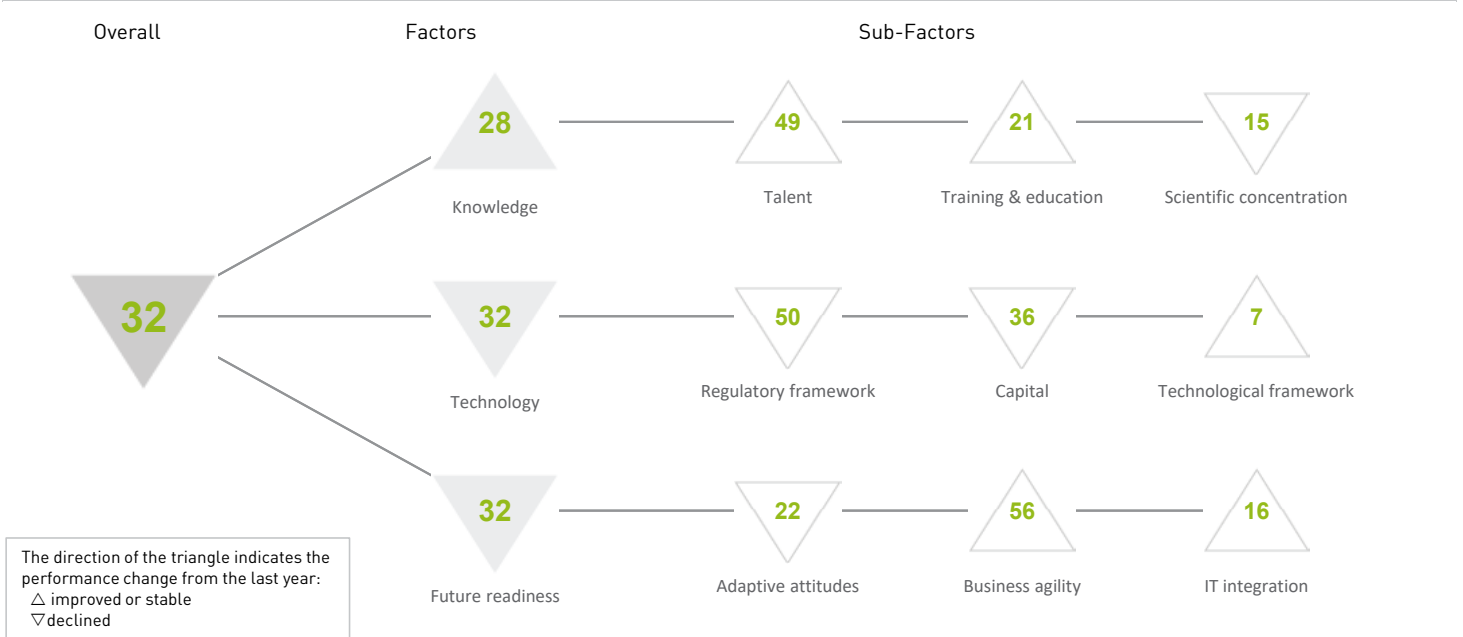 Overall
Factors
Sub-Factors
28
49
21
15
Knowledge
Talent
Training & education
Scientific concentration
32
32
50
36
7
Technology
Regulatory framework
Capital
Technological framework
32
22
56
16
Future readiness
Adaptive attitudes
Business agility
IT integration
The direction of the triangle indicates the
performance change from the last year:
△ improved or stable
▽declined